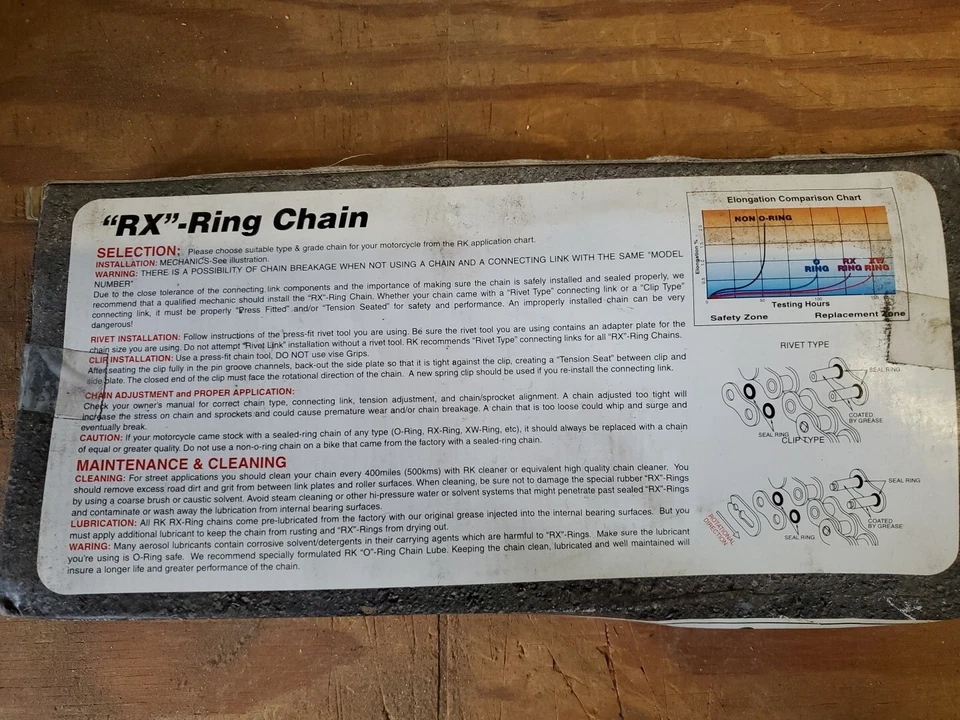 "RX"-Ring Chain
SELECTION: Please choose suitable type & grade chain for your motorcycle from the RK application chart.
INSTALLATION: MECHANICS-See illustration.
WARNING: THERE IS A POSSIBILITY OF CHAIN BREAKAGE WHEN NOT USING A CHAIN AND A CONNECTING LINK WITH THE SAME "MODEL
NUMBER"
Due to the close tolerance of the connecting link components and the importance of making sure the chain is safely installed and sealed properly, we
recommend that a qualified mechanic should install the "RX"-Ring Chain. Whether your chain came with a "Rivet Type" connecting link or a "Clip Type"
connecting link, it must be properly "Press Fitted" and/or "Tension Seated" for safety and performance. An improperly installed chain can be very
dangerous!
RIVET INSTALLATION: Follow instructions of the press-fit rivet tool you are using. Be sure the rivet tool you are using contains an adapter plate for the
chain size you are using. Do not attempt "Rivet Link" installation without a rivet tool. RK recommends "Rivet Type" connecting links for all "RX"-Ring Chains.
CLIP INSTALLATION: Use a press-fit chain tool, DO NOT use vise Grips.
After seating the clip fully in the pin groove channels, back-out the side plate so that it is tight against the clip, creating a "Tension Seat" between clip and
side plate. The closed end of the clip must face the rotational direction of the chain. A new spring clip should be used if you re-install the connecting link.
CHAIN ADJUSTMENT and PROPER APPLICATION:
Check your owner's manual for correct chain type, connecting link, tension adjustment, and chain/sprocket alignment. A chain adjusted too tight will
increase the stress on chain and sprockets and could cause premature wear and/or chain breakage. A chain that is too loose could whip and surge and
eventually break.
CAUTION: If your motorcycle came stock with a sealed-ring chain of any type (O-Ring, RX-Ring, XW-Ring, etc), it should always be replaced with a chain
of equal or greater quality. Do not use a non-o-ring chain on a bike that came from the factory with a sealed-ring chain.
MAINTENANCE & CLEANING
CLEANING: For street applications you should clean your chain every 400miles (500kms) with RK cleaner or equivalent high quality chain cleaner. You
should remove excess road dirt and grit from between link plates and roller surfaces. When cleaning, be sure not to damage the special rubber "RX"-Rings
by using a coarse brush or caustic solvent. Avoid steam cleaning or other hi-pressure water or solvent systems that might penetrate past sealed "RX"-Rings
and contaminate or wash away the lubrication from internal bearing surfaces.
LUBRICATION: All RK RX-Ring chains come pre-lubricated from the factory with our original grease injected into the internal bearing surfaces. But you
must apply additional lubricant to keep the chain from rusting and "RX"-Rings from drying out.
WARING: Many aerosol lubricants contain corrosive solvent/detergents in their carrying agents which are harmful to "RX"-Rings. Make sure the lubricant
you're using is O-Ring safe. We recommend specially formulated RK "O"-Ring Chain Lube. Keeping the chain clean, lubricated and well maintained will
insure a longer life and greater performance of the chain.
Elongation Comparison Chart
NON O-RING
O RING
RX RING
XW RING
Elongation %
50 100 150
Testing Hours
Safety Zone Replacement Zone
RIVET TYPE
SEAL RING
COATED
BY GREASE
SEAL RING
CLIP TYPE
SEAL RING
COATED
BY GREASE
SEAL RING
ROTATIONAL
DIRECTION